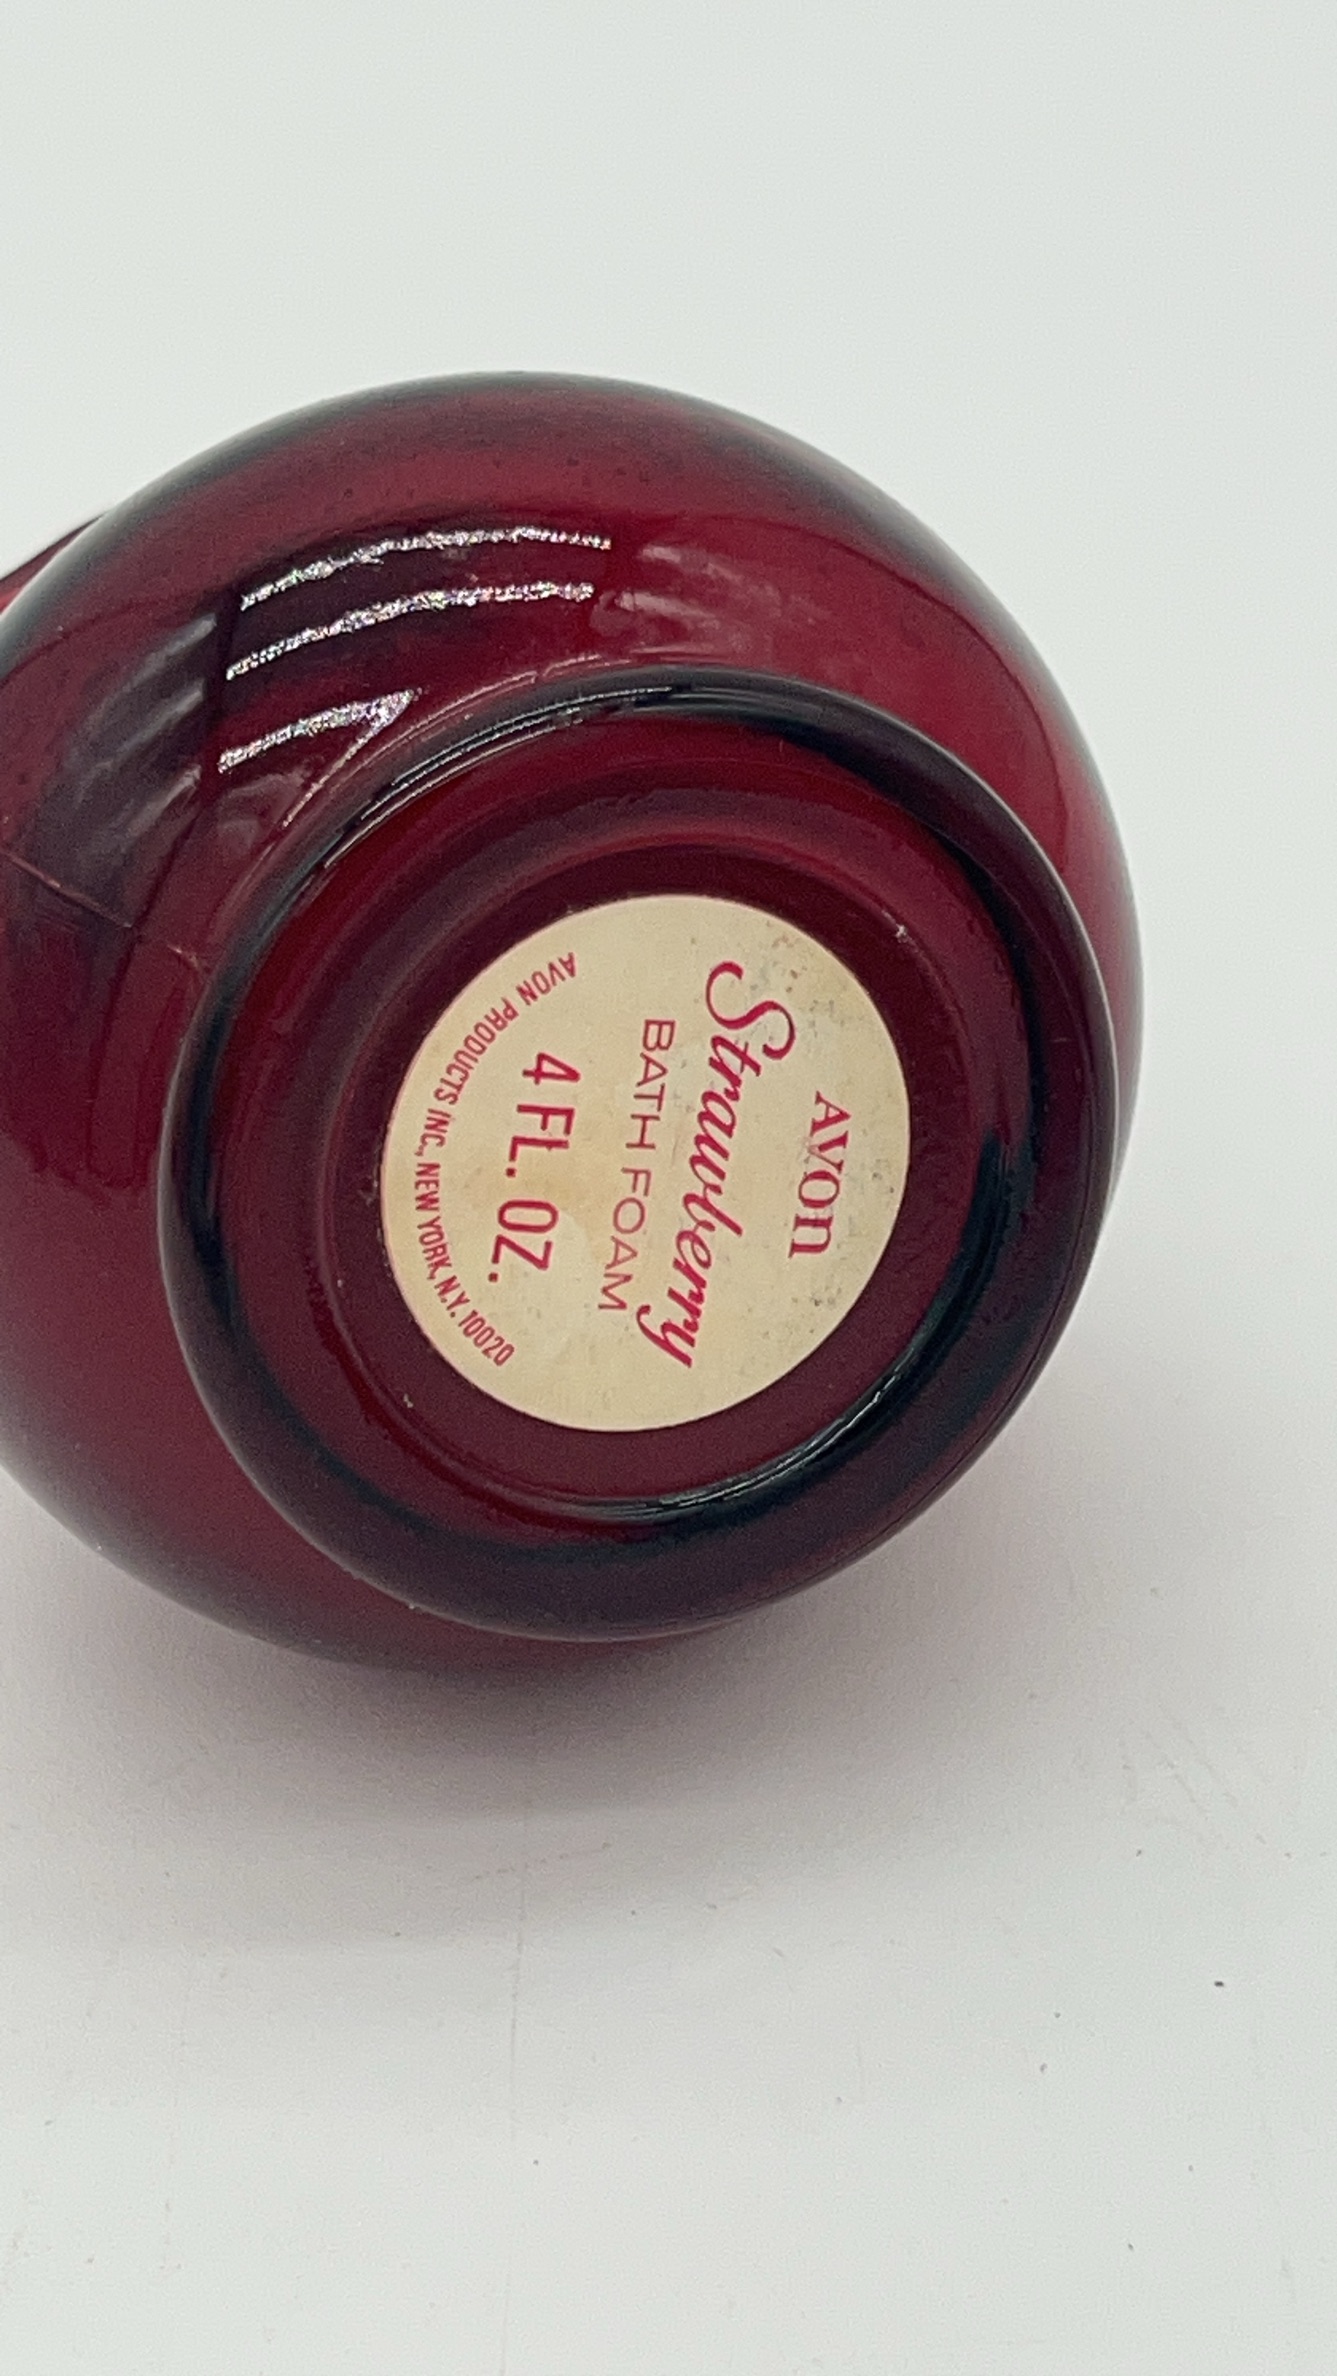 AVON
Strawberry
BATH FOAM
4 FL. OZ.
AVON PRODUCTS INC., NEW YORK, N.Y. 10020